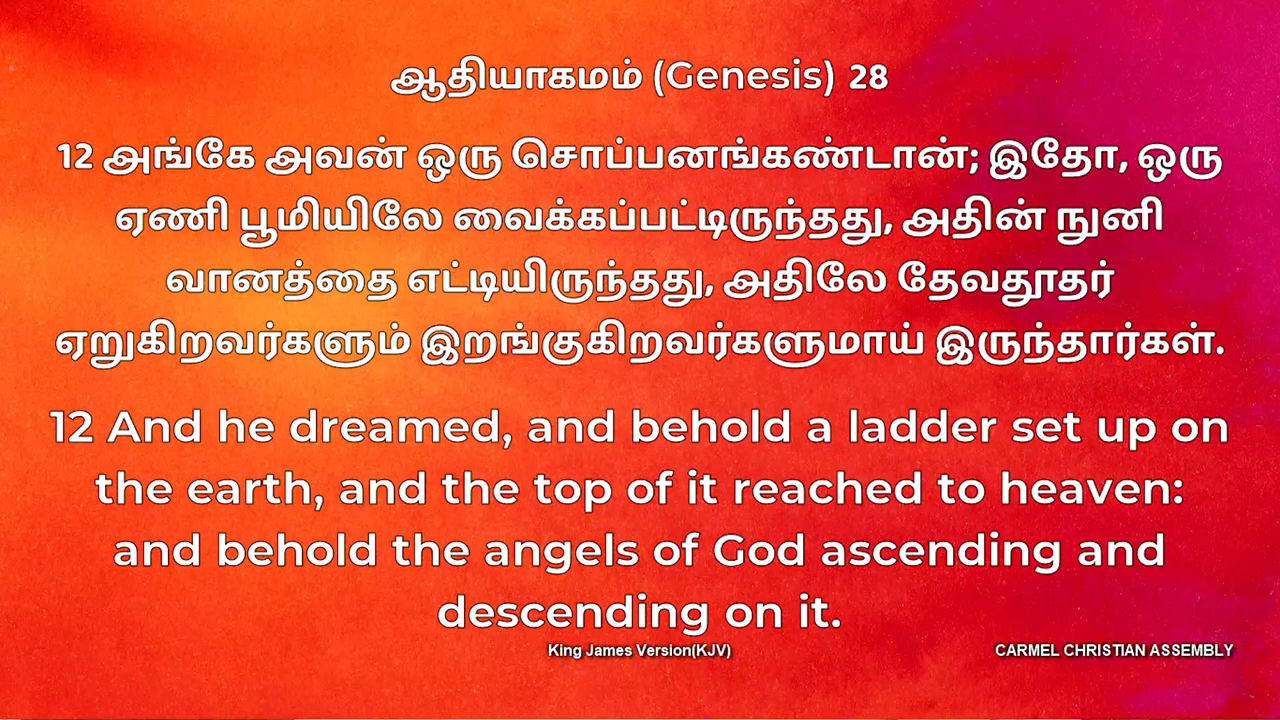 ஆதியாகமம் (Genesis) 28
12 அங்கே அவன் ஒரு சொப்பனங்கண்டான்; இதோ, ஒரு
ஏணி பூமியிலே வைக்கப்பட்டிருந்தது, அதின் நுனி
வானத்தை எட்டியிருந்தது, அதிலே தேவதூதர்
ஏறுகிறவர்களும் இறங்குகிறவர்களுமாய் இருந்தார்கள்.
12 And he dreamed, and behold a ladder set up on
the earth, and the top of it reached to heaven:
and behold the angels of God ascending and
descending on it.
King James Version(KJV)
CARMEL CHRISTIAN ASSEMBLY